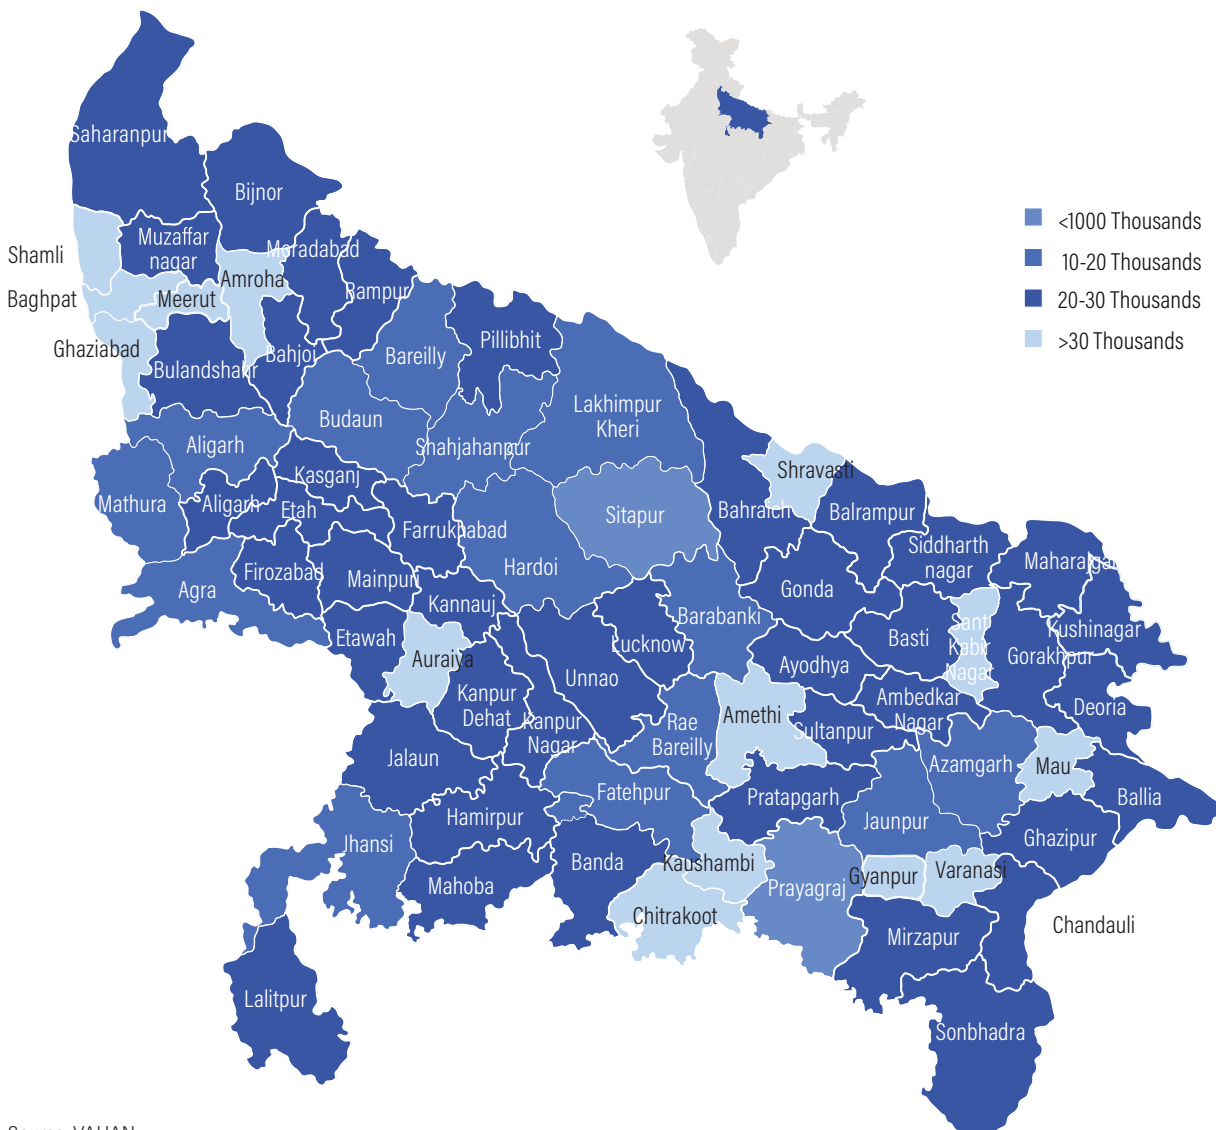 Saharanpur
Bijnor
Shamli
Muzaffar
nagar
Moradabad
Amroha
Baghpat
Meerut
Rampur
Ghaziabad
Bulandshahr
Bahjoi
Bareilly
Pillibhit
Budaun
Lakhimpur
Kheri
Aligarh
Shahjahanpur
Kasganj
Shravasti
Mathura
Aligarh
Etah
Farrukhabad
Sitapur
Bahraich
Balrampur
Siddharth
nagar
Maharajganj
Agra
Firozabad
Mainpuri
Hardoi
Gonda
Kannauj
Barabanki
Etawah
Lucknow
Basti
Sant
Kabir
Nagar
Kushinagar
Gorakhpur
Auraiya
Unnao
Ayodhya
Kanpur
Dehat
Ambedkar
Nagar
Deoria
Kanpur
Nagar
Rae
Bareilly
Amethi
Sultanpur
Jalaun
Azamgarh
Mau
Fatehpur
Pratapgarh
Ballia
Hamirpur
Jaunpur
Ghazipur
Jhansi
Banda
Kaushambi
Mahoba
Prayagraj
Gyanpur
Varanasi
Chitrakoot
Chandauli
Mirzapur
Lalitpur
Sonbhadra
<1000 Thousands
10-20 Thousands
20-30 Thousands
>30 Thousands
Source: VAHAN